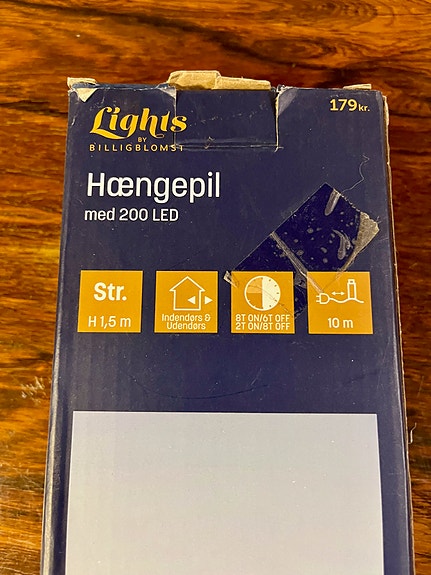 179kr.
Lights
BY
BILLIGBLOMST
Hængepil
med 200 LED
Str.
H 1,5 m
Indendørs &
Udendørs
8T ON/6T OFF
2T ON/8T OFF
10 m